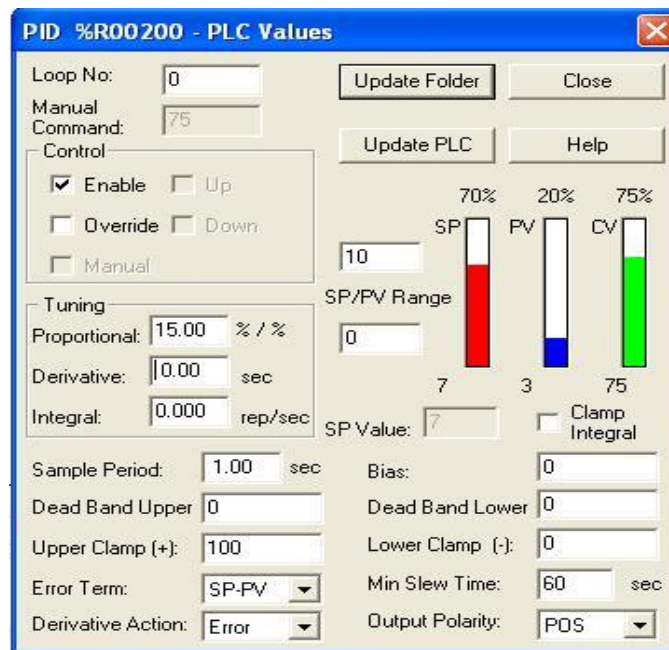 PID %R00200 - PLC Values
Loop No: 0
Update Folder
Close
Manual Command: 75
Update PLC
Help
Control
Enable
Up
Override
Down
Manual
70% 20% 75%
SP PV CV
10
SP/PV Range
0
7 3 75
Tuning
Proportional: 15.00 % / %
Derivative: 0.00 sec
Integral: 0.000 rep/sec
SP Value: 7
Clamp Integral
Sample Period: 1.00 sec
Bias: 0
Dead Band Upper 0
Dead Band Lower 0
Upper Clamp (+): 100
Lower Clamp (-): 0
Error Term: SP-PV
Min Slew Time: 60 sec
Derivative Action: Error
Output Polarity: POS